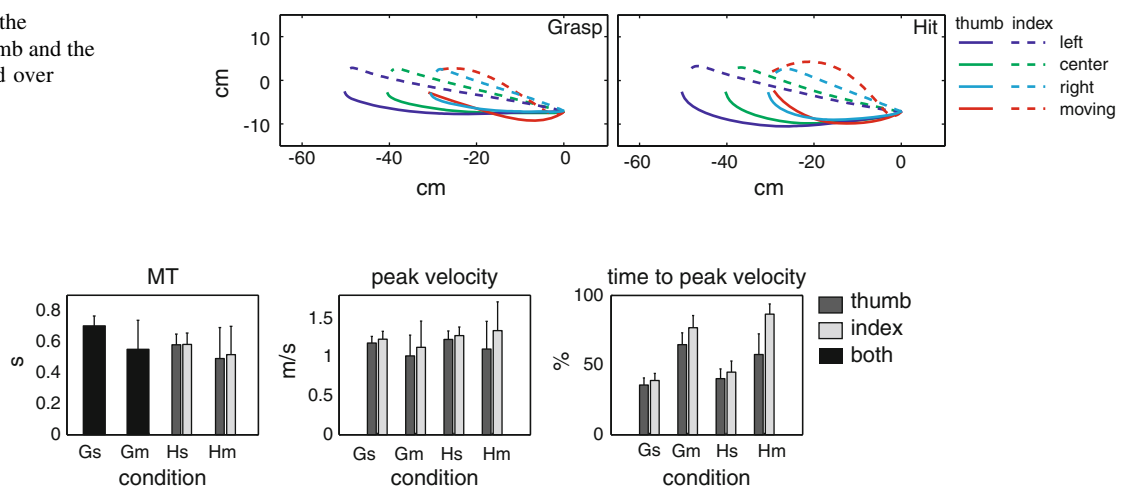 the
mb and the
d over
Grasp
Hit
thumb index
left
center
right
moving
cm
10
0
-10
-60 -40 -20 0
-60 -40 -20 0
cm
cm
MT
peak velocity
time to peak velocity
s
0.8
0.6
0.4
0.2
0
Gs Gm Hs Hm
condition
m/s
1.5
1
0.5
0
Gs Gm Hs Hm
condition
%
100
50
0
Gs Gm Hs Hm
condition
thumb
index
both